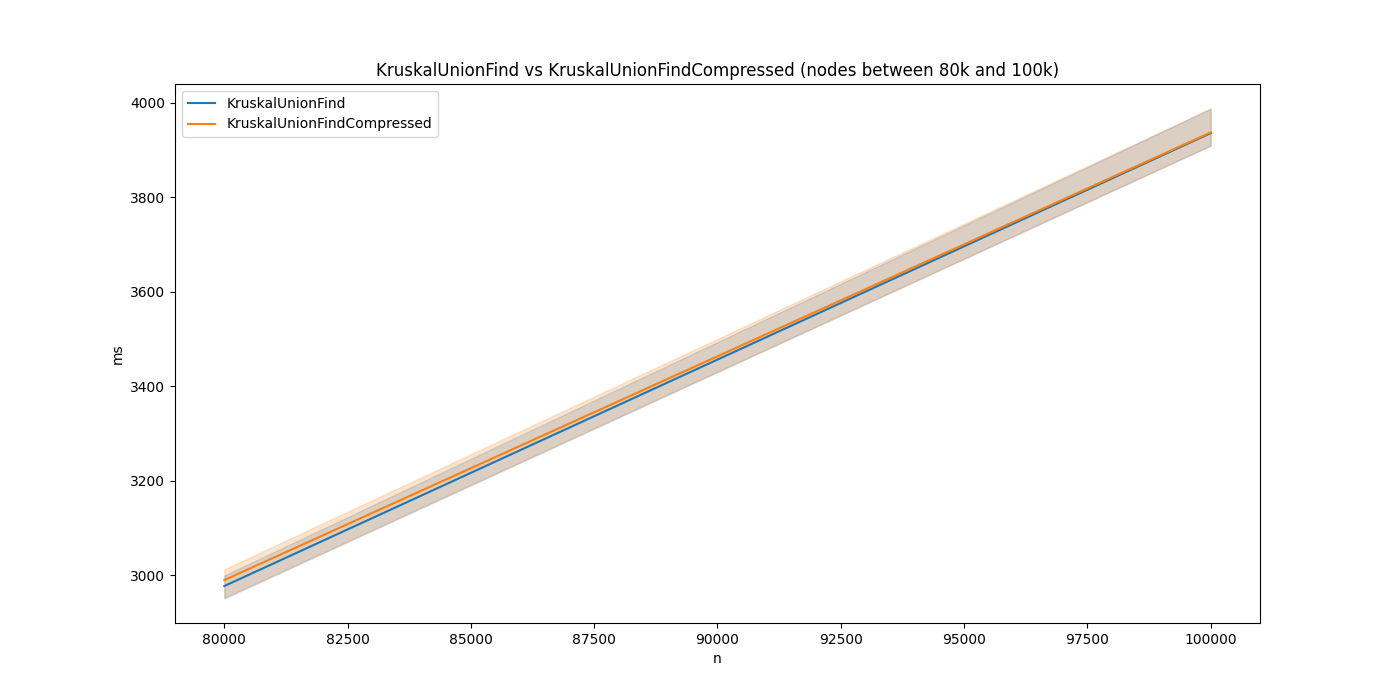 KruskalUnionFind vs KruskalUnionFindCompressed (nodes between 80k and 100k)
KruskalUnionFind
KruskalUnionFindCompressed
4000
3800
3600
3400
3200
3000
ms
80000 82500 85000 87500 90000 92500 95000 97500 100000
n